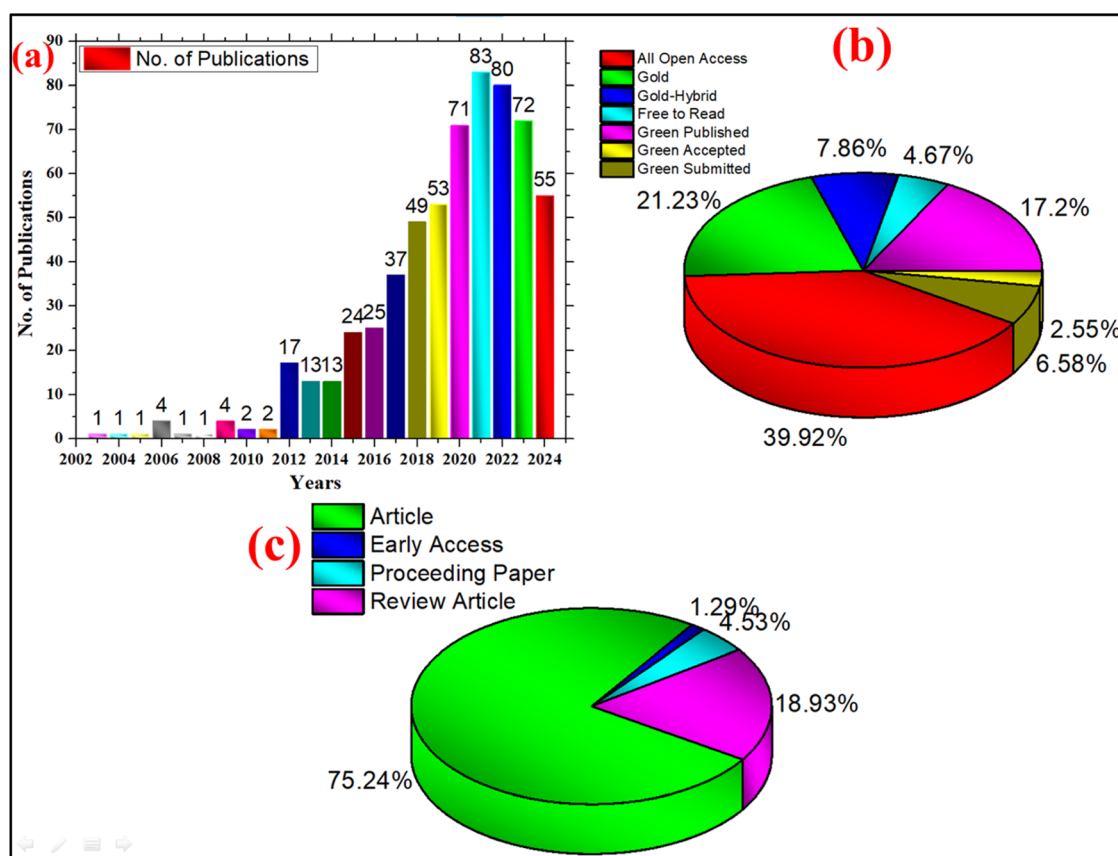 (a)
No. of Publications
No. of Publications
90
80
70
60
50
40
30
20
10
0
1 1 1 4 1 1 4 2 2 17 13 13 24 25 37 49 53 71 83 80 72 55
2002 2004 2006 2008 2010 2012 2014 2016 2018 2020 2022 2024
Years
(b)
All Open Access
Gold
Gold-Hybrid
Free to Read
Green Published
Green Accepted
Green Submitted
7.86%
4.67%
21.23%
17.2%
2.55%
6.58%
39.92%
(c)
Article
Early Access
Proceeding Paper
Review Article
1.29%
4.53%
18.93%
75.24%